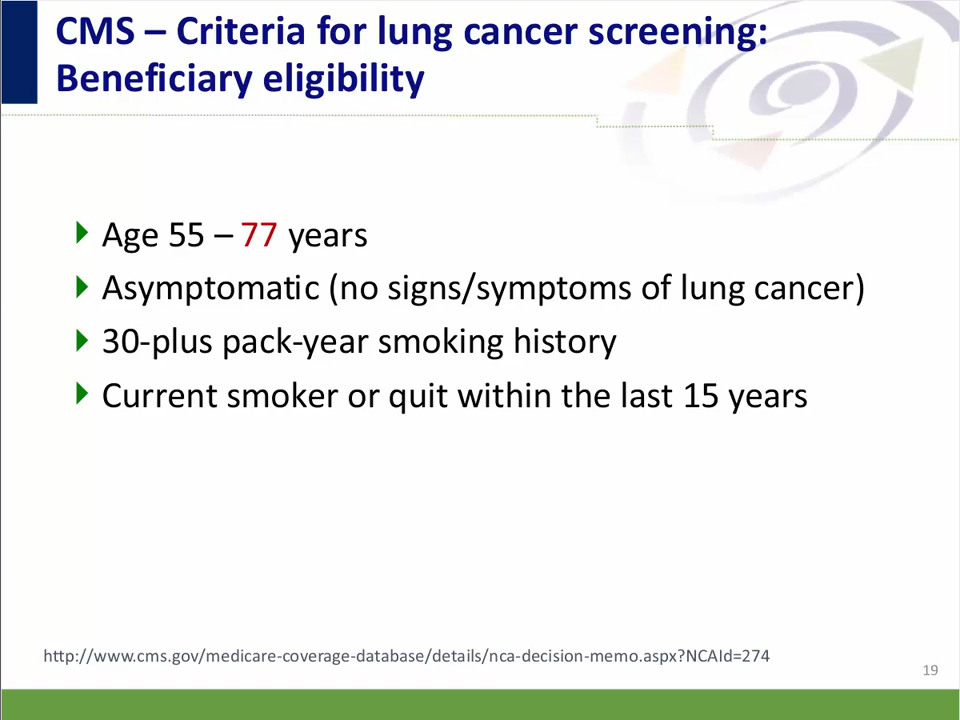 CMS – Criteria for lung cancer screening:
Beneficiary eligibility
Age 55 – 77 years
Asymptomatic (no signs/symptoms of lung cancer)
30-plus pack-year smoking history
Current smoker or quit within the last 15 years
http://www.cms.gov/medicare-coverage-database/details/nca-decision-memo.aspx?NCAId=274
19